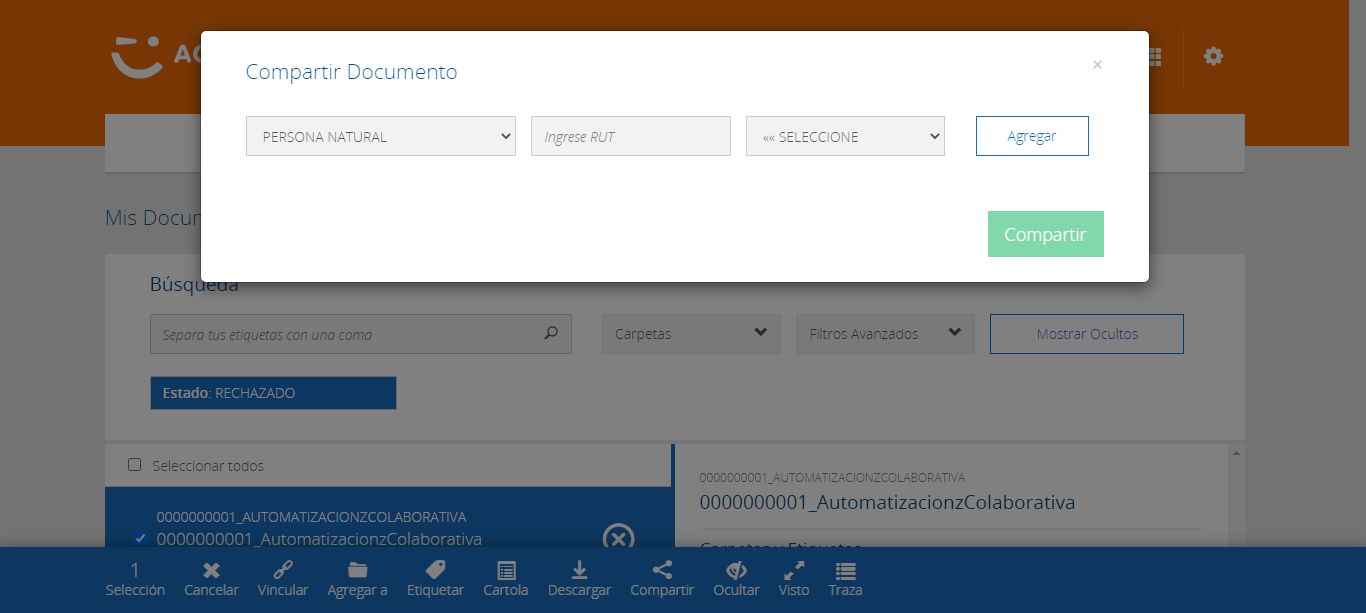 Compartir Documento
×
PERSONA NATURAL
Ingrese RUT
«« SELECCIONE
Agregar
Compartir
Búsqueda
Separa tus etiquetas con una coma
Carpetas
Filtros Avanzados
Mostrar Ocultos
Estado: RECHAZADO
Seleccionar todos
0000000001_AUTOMATIZACIONZCOLABORATIVA
0000000001_AutomatizacionzColaborativa
0000000001_AUTOMATIZACIONZCOLABORATIVA
0000000001_AutomatizacionzColaborativa
Carpetas y Etiquetas
1
Selección
Cancelar
Vincular
Agregar a
Etiquetar
Cartola
Descargar
Compartir
Ocultar
Visto
Traza